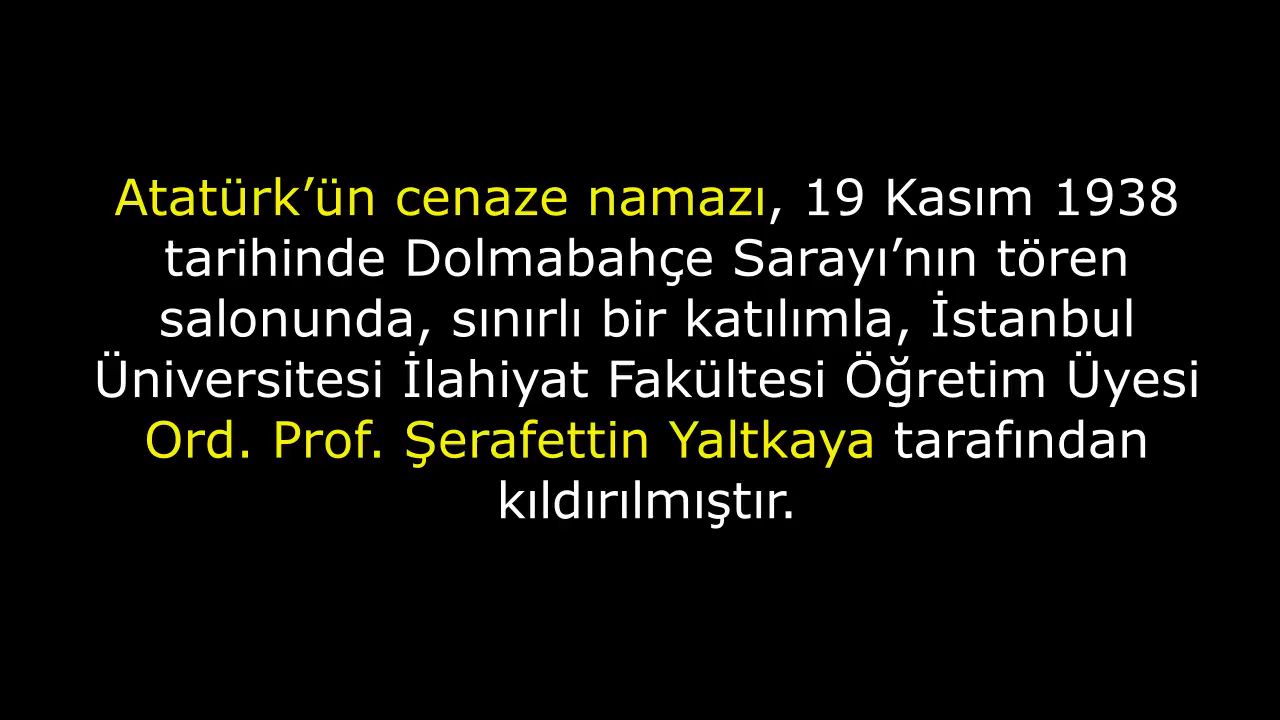 Atatürk’ün cenaze namazı, 19 Kasım 1938
tarihinde Dolmabahçe Sarayı’nın tören
salonunda, sınırlı bir katılımla, İstanbul
Üniversitesi İlahiyat Fakültesi Öğretim Üyesi
Ord. Prof. Şerafettin Yaltkaya tarafından
kıldırılmıştır.